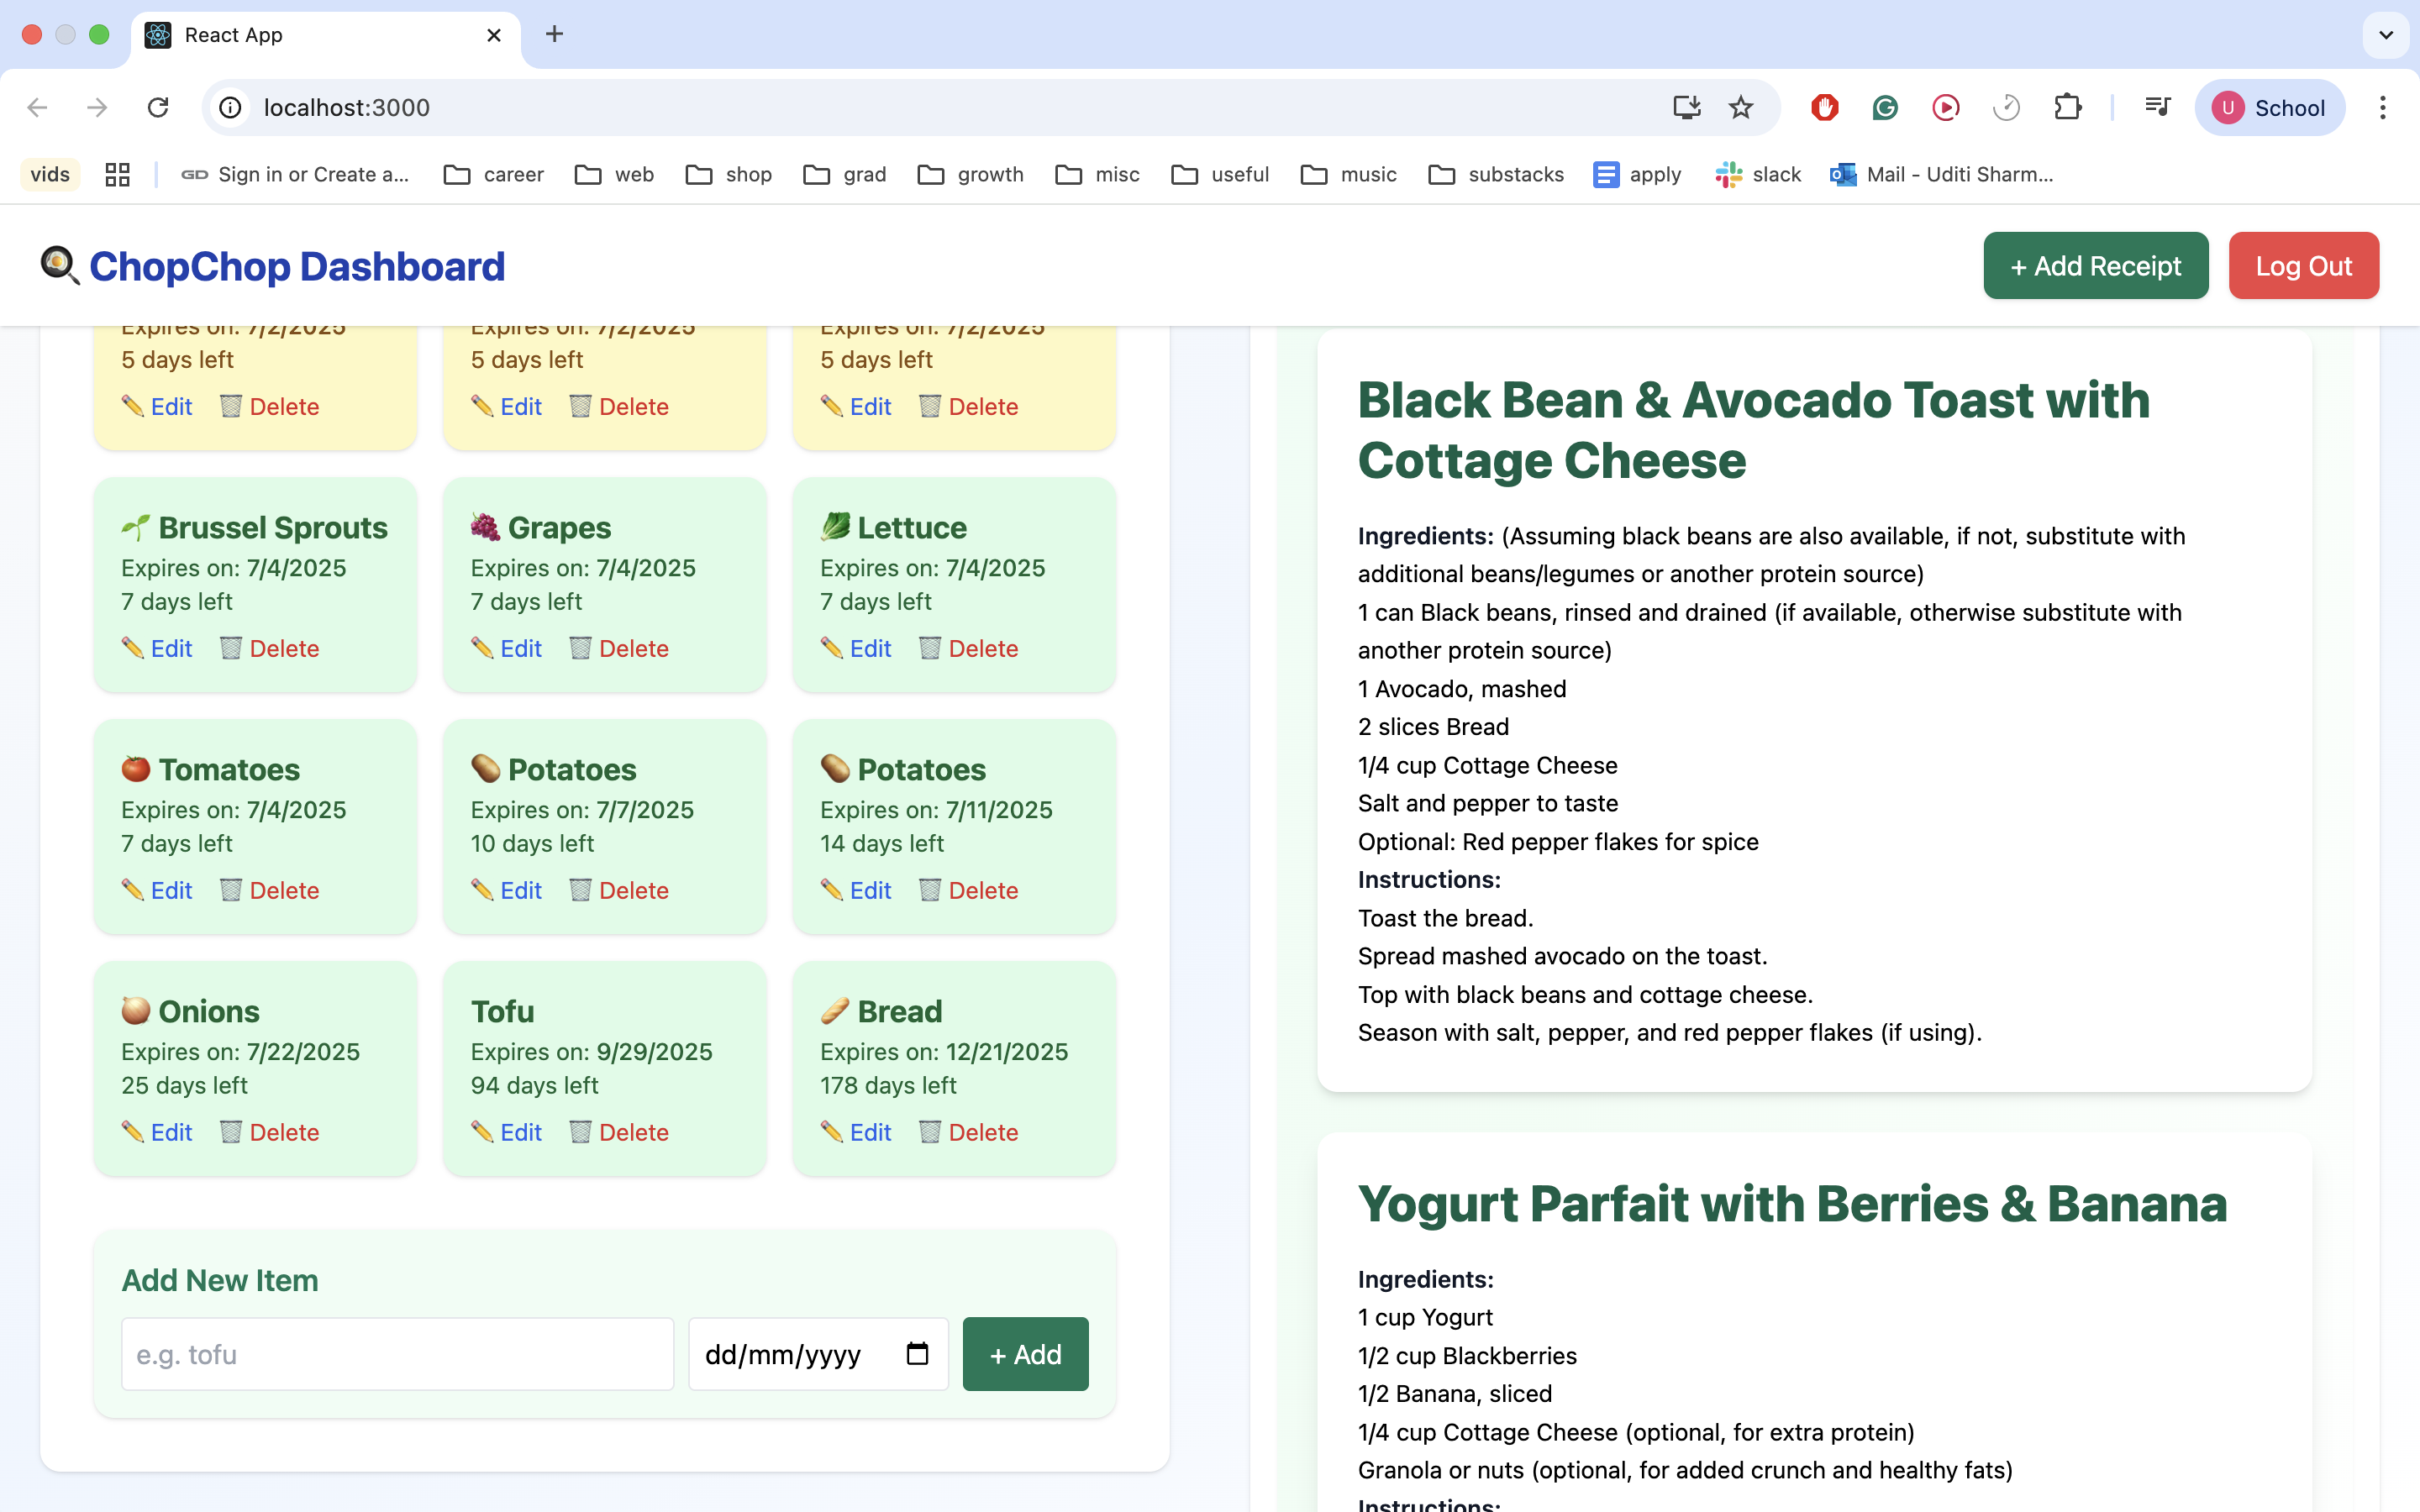 React App
localhost:3000
School
U
vids
GD Sign in or Create a...
career
web
shop
grad
growth
misc
useful
music
substacks
apply
slack
Mail - Uditi Sharm...
ChopChop Dashboard
+ Add Receipt
Log Out
Expires on: 7/2/2025
5 days left
Edit Delete
Expires on: 7/2/2025
5 days left
Edit Delete
Expires on: 7/2/2025
5 days left
Edit Delete
Brussel Sprouts
Expires on: 7/4/2025
7 days left
Edit Delete
Grapes
Expires on: 7/4/2025
7 days left
Edit Delete
Lettuce
Expires on: 7/4/2025
7 days left
Edit Delete
Tomatoes
Expires on: 7/4/2025
7 days left
Edit Delete
Potatoes
Expires on: 7/7/2025
10 days left
Edit Delete
Potatoes
Expires on: 7/11/2025
14 days left
Edit Delete
Onions
Expires on: 7/22/2025
25 days left
Edit Delete
Tofu
Expires on: 9/29/2025
94 days left
Edit Delete
Bread
Expires on: 12/21/2025
178 days left
Edit Delete
Add New Item
e.g. tofu
dd/mm/yyyy
+ Add
Black Bean & Avocado Toast with
Cottage Cheese
Ingredients: (Assuming black beans are also available, if not, substitute with
additional beans/legumes or another protein source)
1 can Black beans, rinsed and drained (if available, otherwise substitute with
another protein source)
1 Avocado, mashed
2 slices Bread
1/4 cup Cottage Cheese
Salt and pepper to taste
Optional: Red pepper flakes for spice
Instructions:
Toast the bread.
Spread mashed avocado on the toast.
Top with black beans and cottage cheese.
Season with salt, pepper, and red pepper flakes (if using).
Yogurt Parfait with Berries & Banana
Ingredients:
1 cup Yogurt
1/2 cup Blackberries
1/2 Banana, sliced
1/4 cup Cottage Cheese (optional, for extra protein)
Granola or nuts (optional, for added crunch and healthy fats)
Instructions: